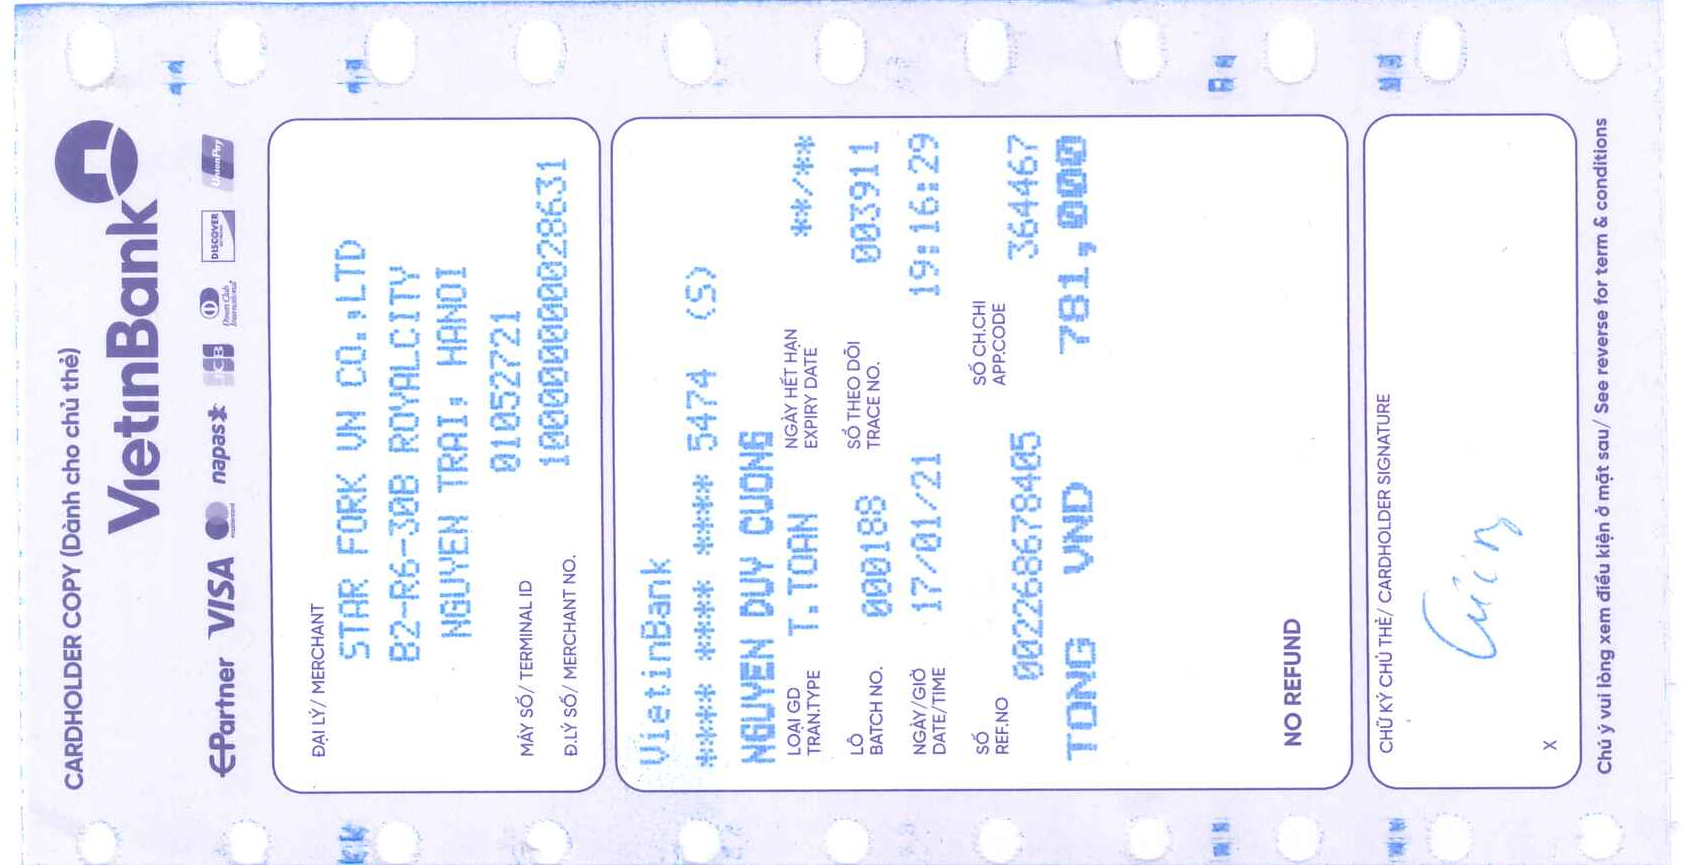 CARDHOLDER COPY (Dành cho chủ thẻ)
VietinBank
EPartner VISA mastercard napas JCB Diners Club International DISCOVER UnionPay
ĐẠI LÝ/ MERCHANT
STAR FORK VN CO.,LTD
B2-R6-30B ROYALCITY
NGUYEN TRAI, HANOI
MÁY SỐ/ TERMINAL ID 01052721
Đ.LÝ SỐ/ MERCHANT NO. 100000000028631
VietinBank
**** **** **** 5474 (S)
NGUYEN DUY CUONG
LOẠI GD
TRAN.TYPE T.TOAN
NGÀY HẾT HẠN
EXPIRY DATE **/**
LÔ
BATCH NO. 000188
SỐ THEO DÕI
TRACE NO. 003911
NGÀY/GIỜ
DATE/TIME 17/01/21 19:16:29
SỐ
REF.NO 002268678405
SỐ CH.CHI
APP.CODE 364467
TONG VND 781,000
NO REFUND
CHỮ KÝ CHỦ THẺ/ CARDHOLDER SIGNATURE
X
Chú ý vui lòng xem điều kiện ở mặt sau/ See reverse for term & conditions